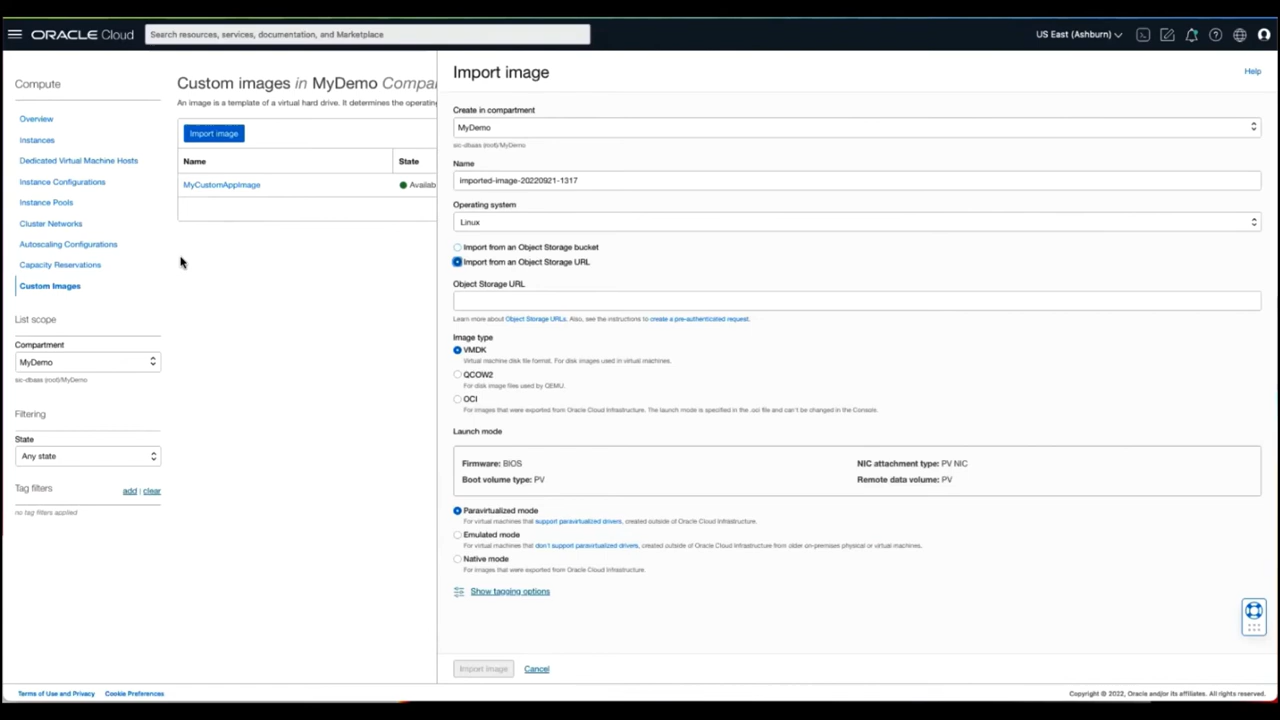 ORACLE Cloud
Search resources, services, documentation, and Marketplace
US East (Ashburn)
Compute
Overview
Instances
Dedicated Virtual Machine Hosts
Instance Configurations
Instance Pools
Cluster Networks
Autoscaling Configurations
Capacity Reservations
Custom Images
List scope
Compartment
MyDemo
sic-dbaas (root)/MyDemo
Filtering
State
Any state
Tag filters
add | clear
no tag filters applied
Custom images in MyDemo Compar
An image is a template of a virtual hard drive. It determines the operating
Import image
Name
State
MyCustomAppImage
Availab
Import image
Help
Create in compartment
MyDemo
sic-dbaas (root)/MyDemo
Name
imported-image-20220921-1317
Operating system
Linux
Import from an Object Storage bucket
Import from an Object Storage URL
Object Storage URL
Learn more about Object Storage URLs. Also, see the instructions to create a pre-authenticated request.
Image type
VMDK
Virtual machine disk file format. For disk images used in virtual machines.
QCOW2
For disk image files used by QEMU.
OCI
For images that were exported from Oracle Cloud Infrastructure. The launch mode is specified in the .oci file and can't be changed in the Console.
Launch mode
Firmware: BIOS
NIC attachment type: PV NIC
Boot volume type: PV
Remote data volume: PV
Paravirtualized mode
For virtual machines that support paravirtualized drivers, created outside of Oracle Cloud Infrastructure.
Emulated mode
For virtual machines that don't support paravirtualized drivers, created outside of Oracle Cloud Infrastructure from older on-premises physical or virtual machines.
Native mode
For images that were exported from Oracle Cloud Infrastructure
Show tagging options
Import image
Cancel
Terms of Use and Privacy
Cookie Preferences
Copyright © 2022, Oracle and/or its affiliates. All rights reserved.